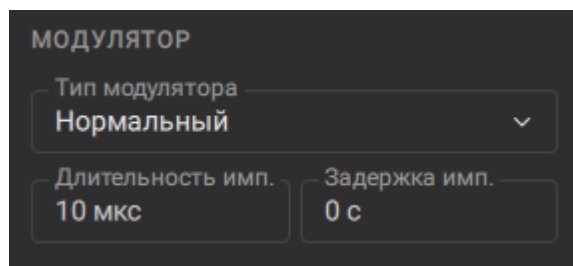 МОДУЛЯТОР
Тип модулятора
Нормальный
Длительность имп. Задержка имп.
10 мкс 0 с